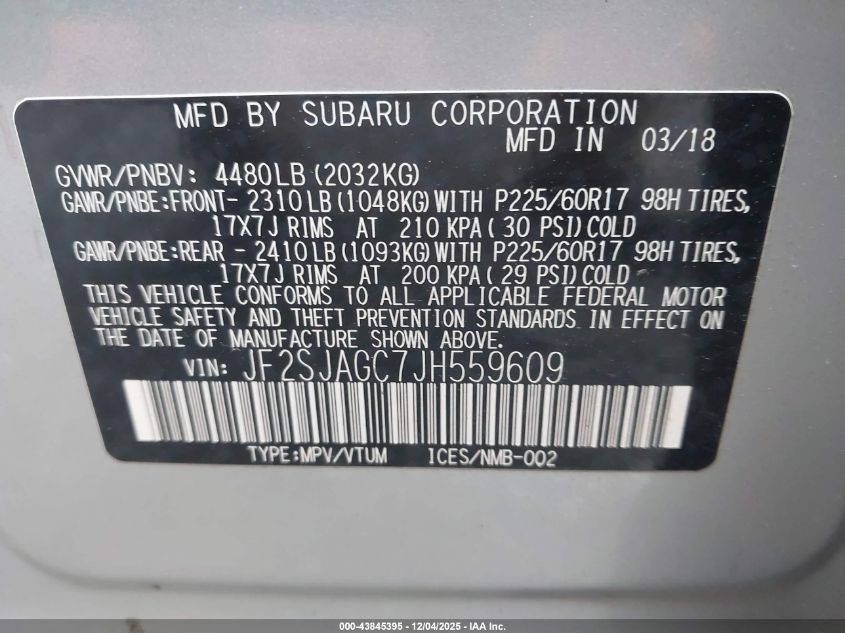 MFD BY SUBARU CORPORATION
MFD IN 03/18
GVWR/PNBV: 4480LB (2032KG)
GAWR/PNBE:FRONT- 2310 LB (1048KG) WITH P225/60R17 98H TIRES,
17X7J RIMS AT 210 KPA ( 30 PSI) COLD
GAWR/PNBE:REAR - 2410 LB (1093KG) WITH P225/60R17 98H TIRES,
17X7J RIMS AT 200 KPA ( 29 PSI) COLD
THIS VEHICLE CONFORMS TO ALL APPLICABLE FEDERAL MOTOR
VEHICLE SAFETY AND THEFT PREVENTION STANDARDS IN EFFECT ON
THE DATE OF MANUFACTURE SHOWN ABOVE.
VIN: JF2SJAGC7JH559609
TYPE:MPV/VTUM ICES/NMB-002
000-43845395 - 12/04/2025 - IAA Inc.